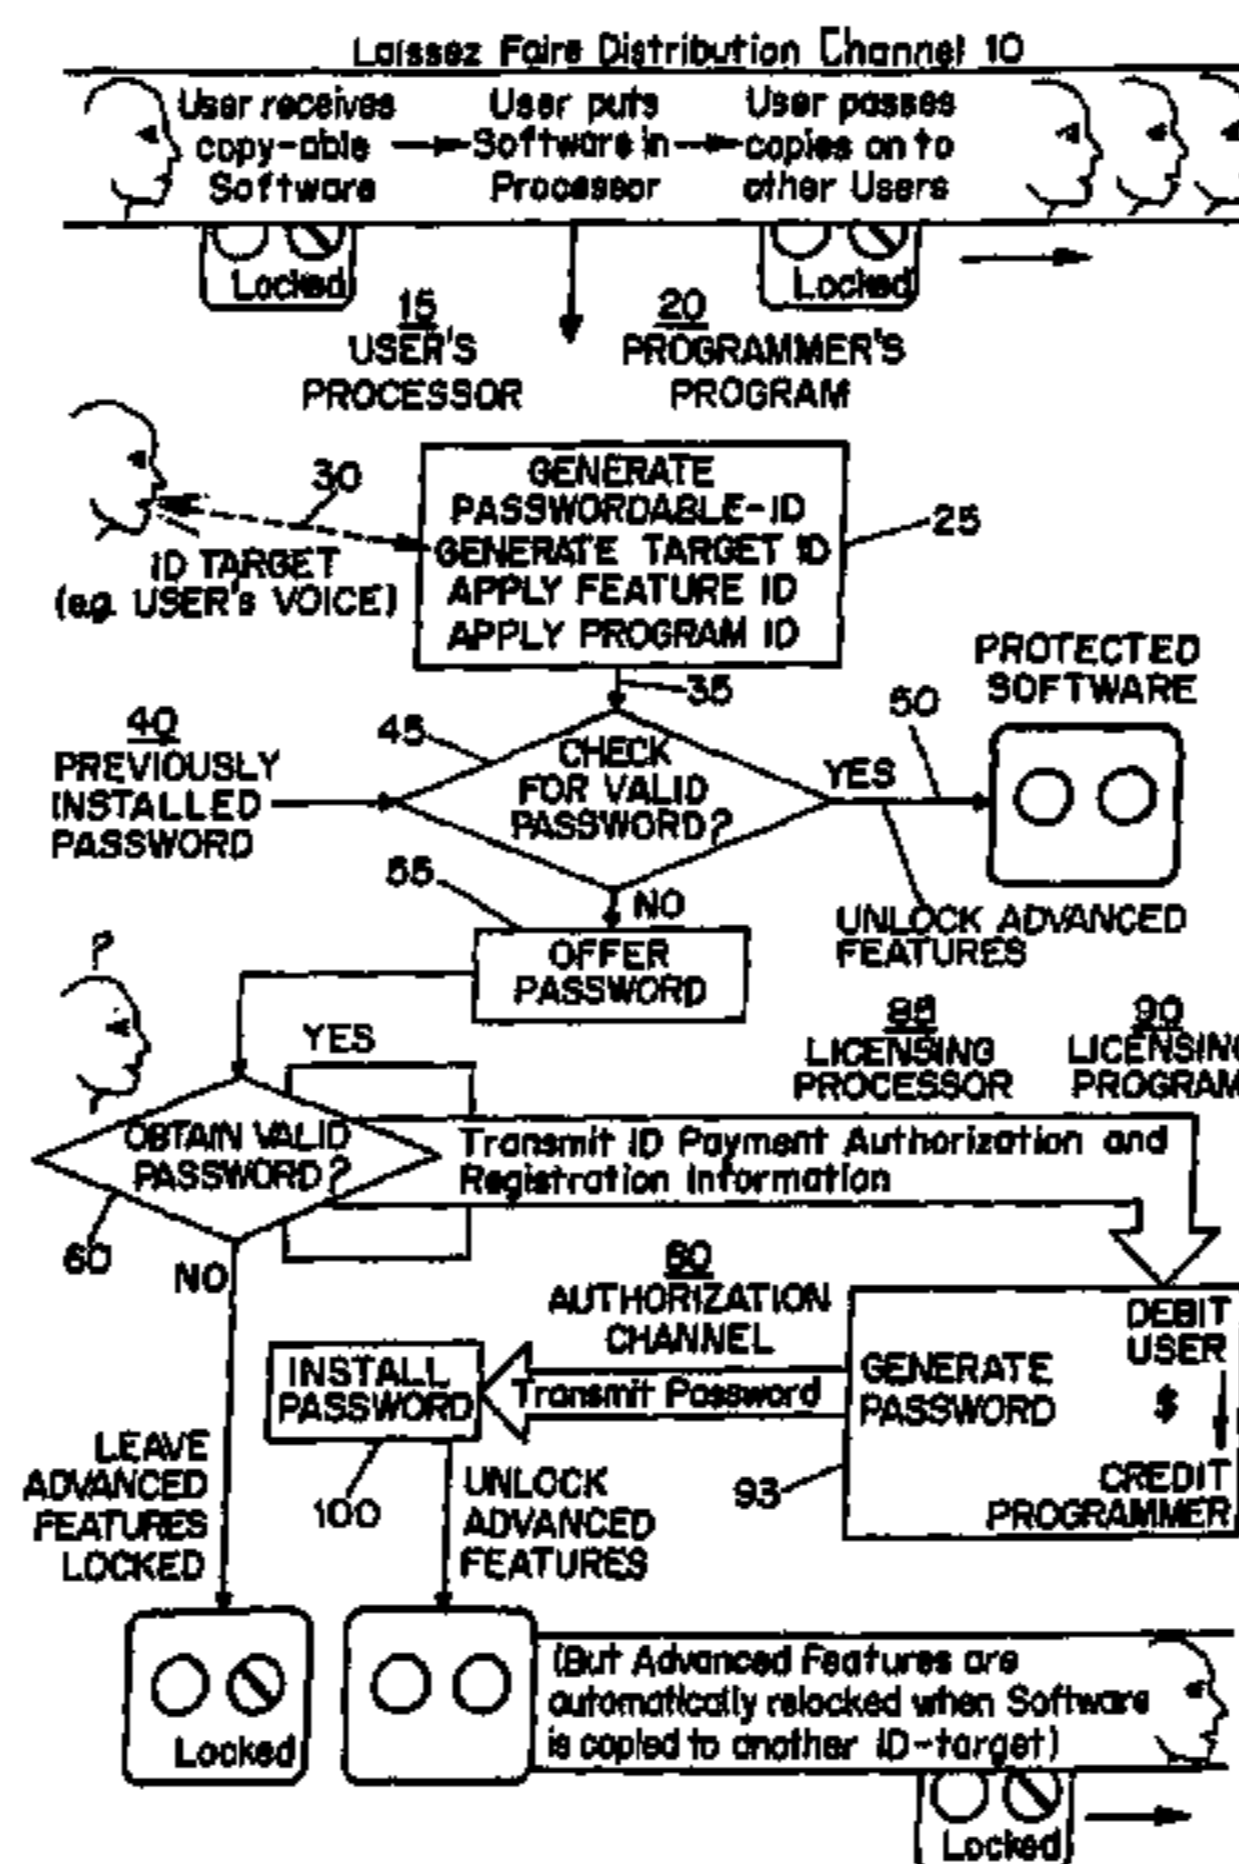 Laissez Faire Distribution Channel 10
User receives
copy-able
Software
User puts
Software in
Processor
User passes
copies on to
other Users
Locked
Locked
15
USER'S
PROCESSOR
20
PROGRAMMER'S
PROGRAM
30
ID TARGET
(e.g. USER's VOICE)
GENERATE
PASSWORDABLE-ID
GENERATE TARGET ID
APPLY FEATURE ID
APPLY PROGRAM ID
25
35
40
PREVIOUSLY
INSTALLED
PASSWORD
45
CHECK
FOR VALID
PASSWORD?
YES
50
PROTECTED
SOFTWARE
UNLOCK ADVANCED
FEATURES
NO
55
OFFER
PASSWORD
?
YES
OBTAIN VALID
PASSWORD?
60
NO
85
LICENSING
PROCESSOR
90
LICENSING
PROGRAM
Transmit ID Payment Authorization and
Registration Information
60
AUTHORIZATION
CHANNEL
Transmit Password
GENERATE
PASSWORD
DEBIT
USER
$
CREDIT
PROGRAMMER
93
INSTALL
PASSWORD
100
LEAVE
ADVANCED
FEATURES
LOCKED
UNLOCK
ADVANCED
FEATURES
Locked
(But Advanced Features are
automatically relocked when Software
is copied to another ID-target)
Locked